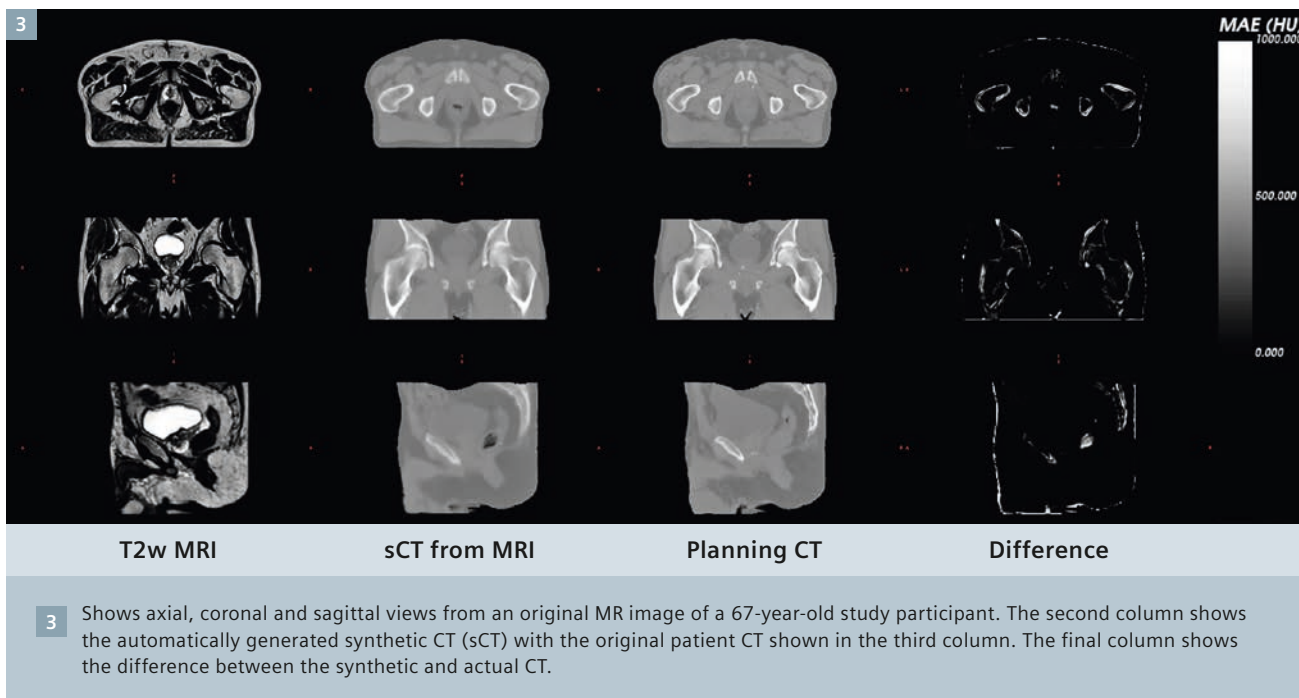 3
MAE (HU)
1000.000
500.000
0.000
T2w MRI
sCT from MRI
Planning CT
Difference
3
Shows axial, coronal and sagittal views from an original MR image of a 67-year-old study participant. The second column shows
the automatically generated synthetic CT (sCT) with the original patient CT shown in the third column. The final column shows
the difference between the synthetic and actual CT.